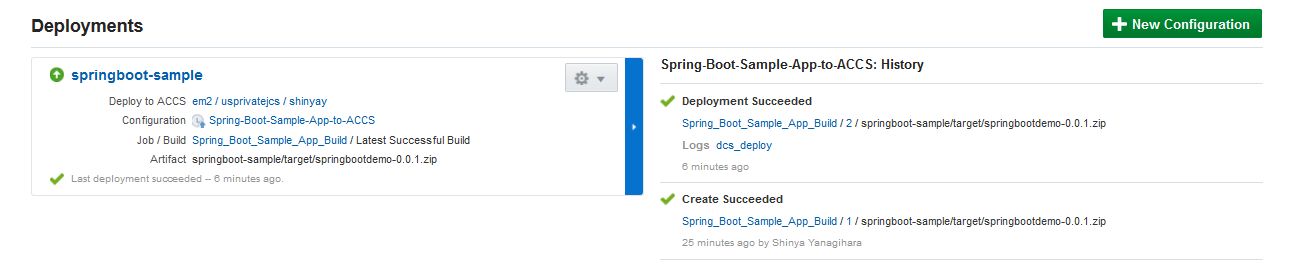 Deployments
New Configuration
springboot-sample
Deploy to ACCS em2 / usprivatejcs / shinyay
Configuration Spring-Boot-Sample-App-to-ACCS
Job / Build Spring_Boot_Sample_App_Build / Latest Successful Build
Artifact springboot-sample/target/springbootdemo-0.0.1.zip
Last deployment succeeded -- 6 minutes ago.
Spring-Boot-Sample-App-to-ACCS: History
Deployment Succeeded
Spring_Boot_Sample_App_Build / 2 / springboot-sample/target/springbootdemo-0.0.1.zip
Logs dcs_deploy
6 minutes ago
Create Succeeded
Spring_Boot_Sample_App_Build / 1 / springboot-sample/target/springbootdemo-0.0.1.zip
25 minutes ago by Shinya Yanagihara